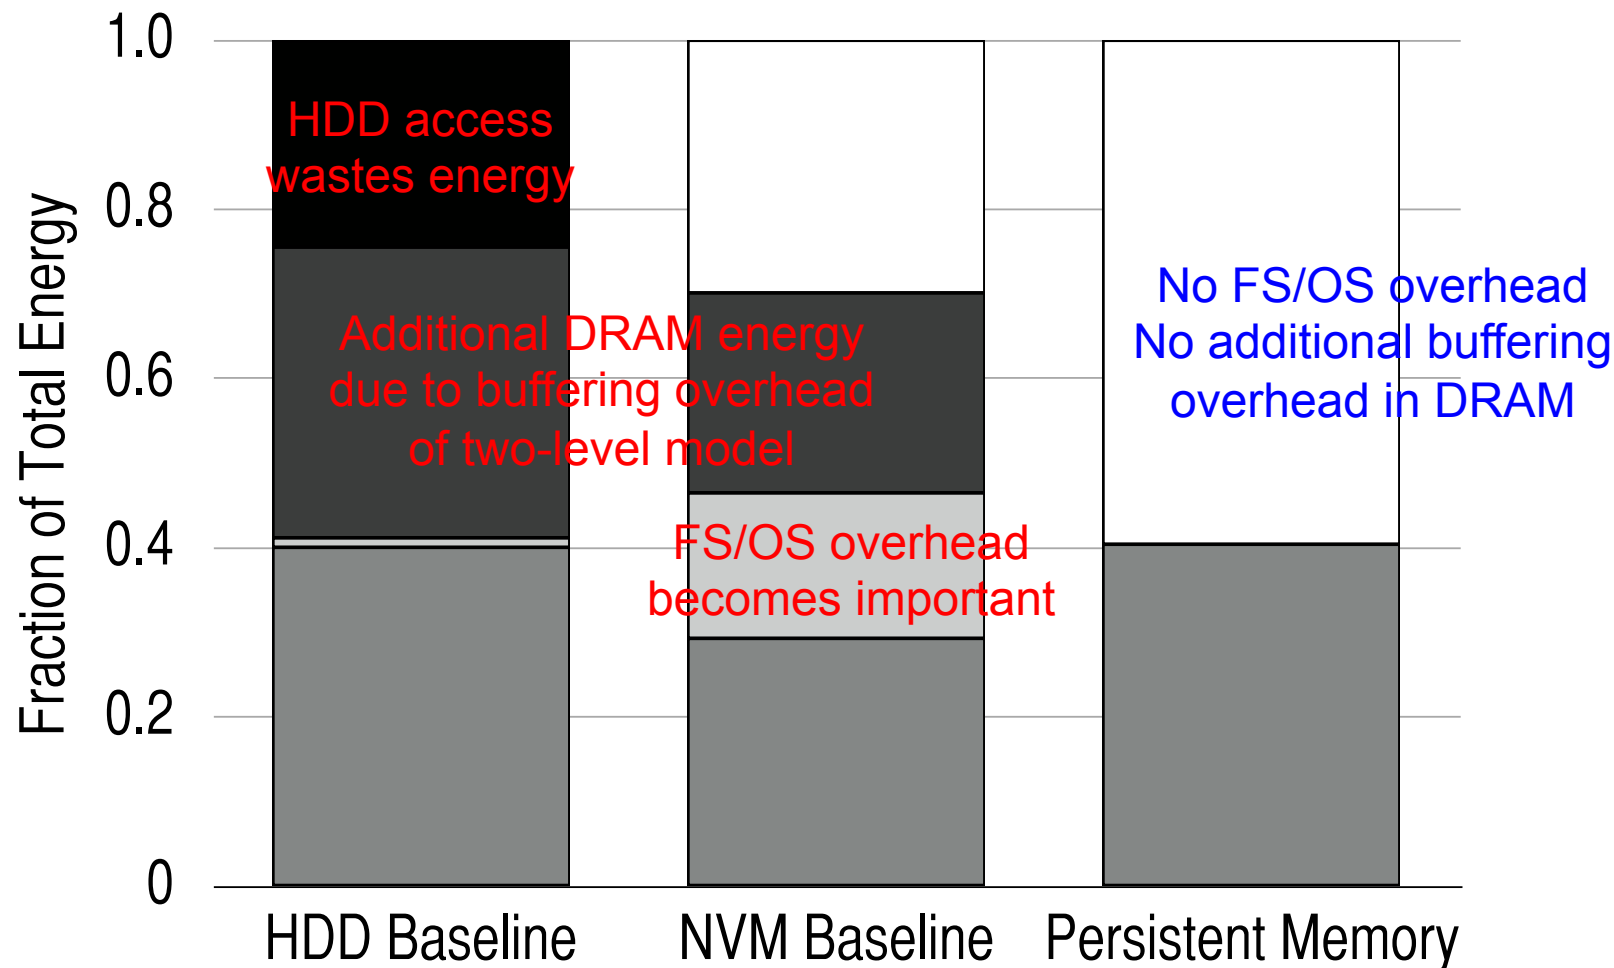 Fraction of Total Energy
1.0
0.8
0.6
0.4
0.2
0
HDD access
wastes energy
Additional DRAM energy
due to buffering overhead
of two-level model
FS/OS overhead
becomes important
No FS/OS overhead
No additional buffering
overhead in DRAM
HDD Baseline
NVM Baseline
Persistent Memory